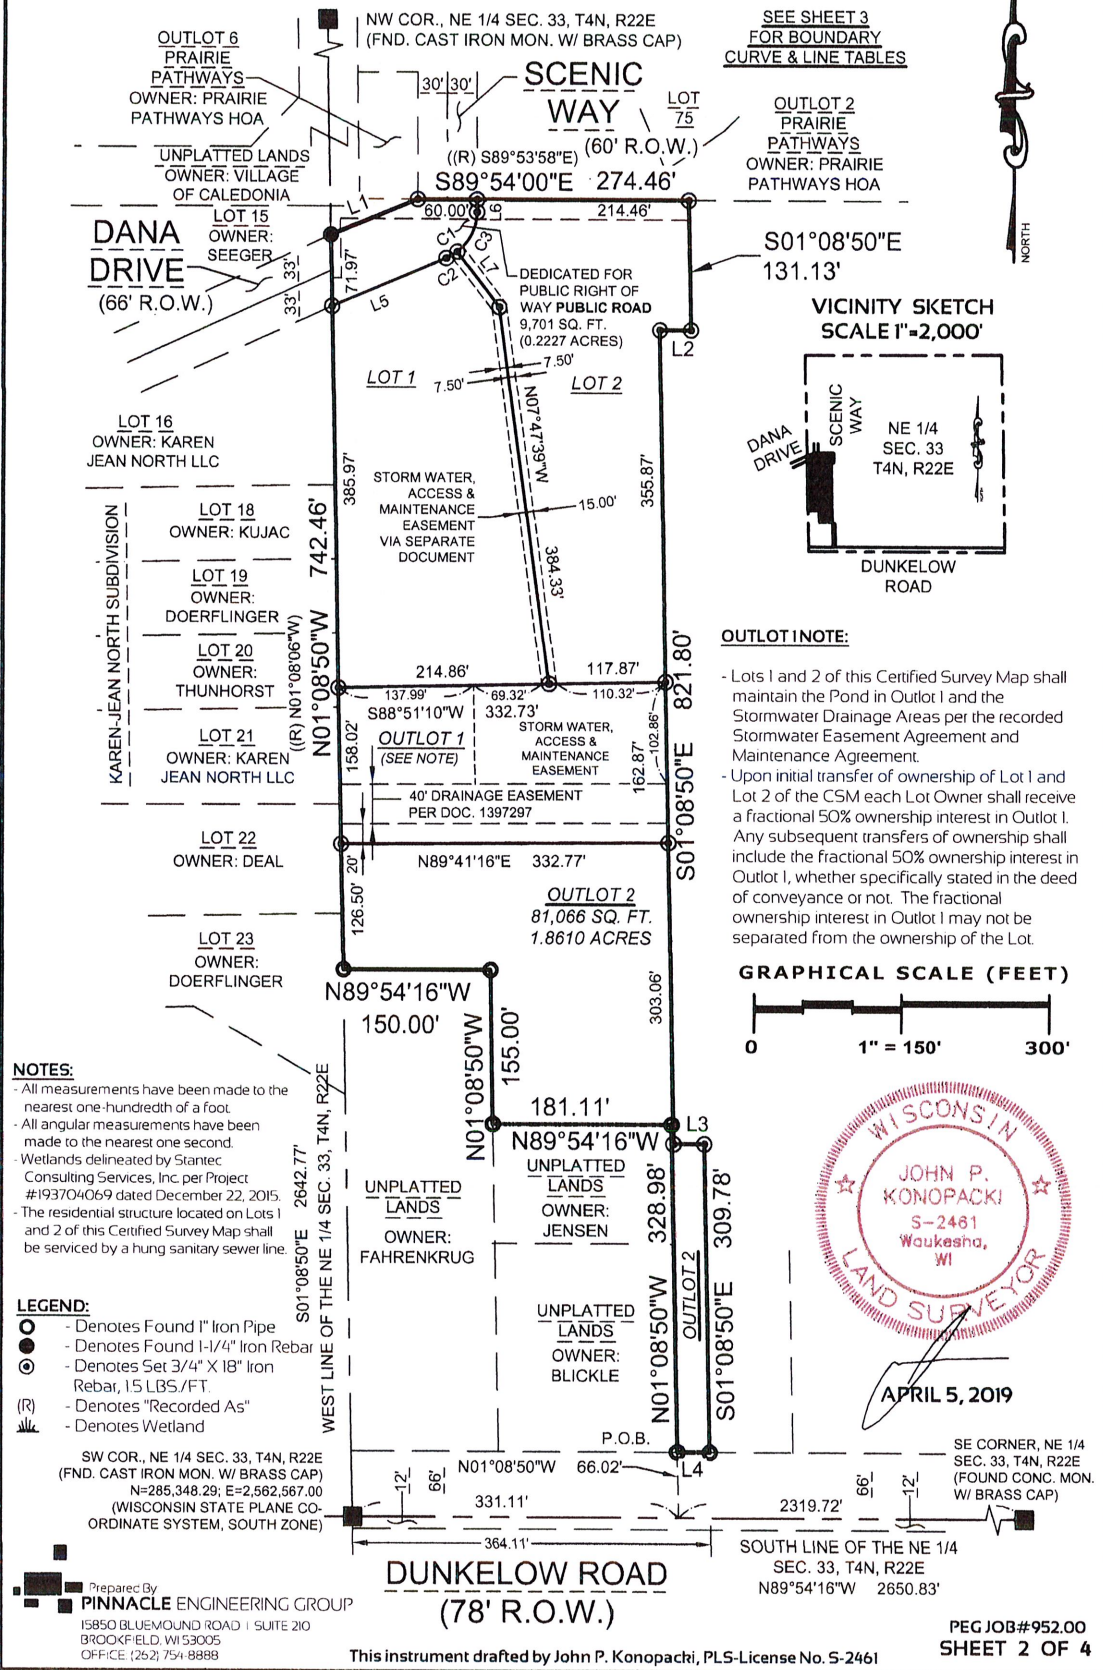 NW COR., NE 1/4 SEC. 33, T4N, R22E
(FND. CAST IRON MON. W/ BRASS CAP)
SEE SHEET 3
FOR BOUNDARY
CURVE & LINE TABLES
OUTLOT 6
PRAIRIE
PATHWAYS
OWNER: PRAIRIE
PATHWAYS HOA
30' 30'
SCENIC
WAY
(60' R.O.W.)
LOT
75
OUTLOT 2
PRAIRIE
PATHWAYS
OWNER: PRAIRIE
PATHWAYS HOA
NORTH
UNPLATTED LANDS
OWNER: VILLAGE
OF CALEDONIA
((R) S89°53'58"E)
S89°54'00"E 274.46'
L1
60.00'
L6
214.46'
LOT 15
OWNER:
SEEGER
DANA
DRIVE
(66' R.O.W.)
33' 33'
71.97'
C1
C3
C2
L7
L5
S01°08'50"E
131.13'
DEDICATED FOR
PUBLIC RIGHT OF
WAY PUBLIC ROAD
9,701 SQ. FT.
(0.2227 ACRES)
L2
VICINITY SKETCH
SCALE 1"=2,000'
DANA
DRIVE
SCENIC
WAY
NE 1/4
SEC. 33
T4N, R22E
DUNKELOW
ROAD
LOT 1
7.50'
7.50'
LOT 2
N07°47'39"W
384.33'
LOT 16
OWNER: KAREN
JEAN NORTH LLC
385.97'
355.87'
STORM WATER,
ACCESS &
MAINTENANCE
EASEMENT
VIA SEPARATE
DOCUMENT
15.00'
KAREN-JEAN NORTH SUBDIVISION
LOT 18
OWNER: KUJAC
LOT 19
OWNER:
DOERFLINGER
LOT 20
OWNER:
THUNHORST
LOT 21
OWNER: KAREN
JEAN NORTH LLC
((R) N01°08'06"W)
N01°08'50"W 742.46'
214.86'
117.87'
137.99'
69.32'
110.32'
S88°51'10"W 332.73'
OUTLOT 1
(SEE NOTE)
STORM WATER,
ACCESS &
MAINTENANCE
EASEMENT
158.02'
162.87'
102.86'
S01°08'50"E 821.80'
40' DRAINAGE EASEMENT
PER DOC. 1397297
LOT 22
OWNER: DEAL
20'
N89°41'16"E 332.77'
126.50'
OUTLOT 2
81,066 SQ. FT.
1.8610 ACRES
LOT 23
OWNER:
DOERFLINGER
N89°54'16"W
150.00'
N01°08'50"W
155.00'
303.06'
181.11'
N89°54'16"W
L3
OUTLOT 1 NOTE:
- Lots 1 and 2 of this Certified Survey Map shall
maintain the Pond in Outlot 1 and the
Stormwater Drainage Areas per the recorded
Stormwater Easement Agreement and
Maintenance Agreement.
- Upon initial transfer of ownership of Lot 1 and
Lot 2 of the CSM each Lot Owner shall receive
a fractional 50% ownership interest in Outlot 1.
Any subsequent transfers of ownership shall
include the fractional 50% ownership interest in
Outlot 1, whether specifically stated in the deed
of conveyance or not. The fractional
ownership interest in Outlot 1 may not be
separated from the ownership of the Lot.
GRAPHICAL SCALE (FEET)
0 1" = 150' 300'
NOTES:
- All measurements have been made to the
nearest one-hundredth of a foot.
- All angular measurements have been
made to the nearest one second.
- Wetlands delineated by Stantec
Consulting Services, Inc. per Project
#193704069 dated December 22, 2015.
- The residential structure located on Lots 1
and 2 of this Certified Survey Map shall
be serviced by a hung sanitary sewer line.
S01°08'50"E 2642.77'
WEST LINE OF THE NE 1/4 SEC. 33, T4N, R22E
UNPLATTED
LANDS
OWNER:
FAHRENKRUG
UNPLATTED
LANDS
OWNER:
JENSEN
UNPLATTED
LANDS
OWNER:
BLICKLE
N01°08'50"W 328.98'
OUTLOT 2
S01°08'50"E 309.78'
WISCONSIN
JOHN P.
KONOPACKI
S-2461
Waukesha,
WI
LAND SURVEYOR
APRIL 5, 2019
LEGEND:
- Denotes Found 1" Iron Pipe
- Denotes Found 1-1/4" Iron Rebar
- Denotes Set 3/4" X 18" Iron
Rebar, 1.5 LBS./FT.
(R) - Denotes "Recorded As"
- Denotes Wetland
SW COR., NE 1/4 SEC. 33, T4N, R22E
(FND. CAST IRON MON. W/ BRASS CAP)
N=285,348.29; E=2,562,567.00
(WISCONSIN STATE PLANE CO-
ORDINATE SYSTEM, SOUTH ZONE)
P.O.B.
L4
N01°08'50"W 66.02'
12'
66'
331.11'
2319.72'
66'
12'
364.11'
SE CORNER, NE 1/4
SEC. 33, T4N, R22E
(FOUND CONC. MON.
W/ BRASS CAP)
SOUTH LINE OF THE NE 1/4
SEC. 33, T4N, R22E
N89°54'16"W 2650.83'
DUNKELOW ROAD
(78' R.O.W.)
Prepared By
PINNACLE ENGINEERING GROUP
15850 BLUEMOUND ROAD | SUITE 210
BROOKFIELD, WI 53005
OFFICE: (262) 754-8888
This instrument drafted by John P. Konopacki, PLS-License No. S-2461
PEG JOB#952.00
SHEET 2 OF 4